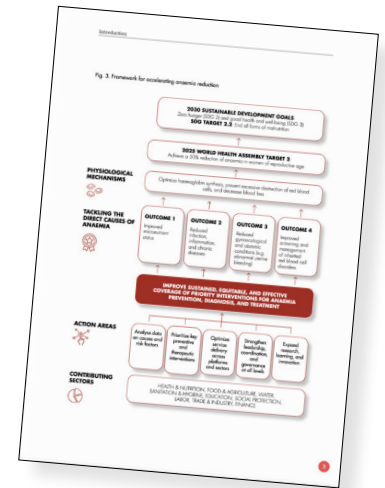 Introduction
Fig. 3. Framework for accelerating anaemia reduction
2030 SUSTAINABLE DEVELOPMENT GOALS
Zero hunger (SDG 2) and good health and well-being (SDG 3)
SDG TARGET 2.2 End all forms of malnutrition
2025 WORLD HEALTH ASSEMBLY TARGET 2
Achieve a 50% reduction of anaemia in women of reproductive age
PHYSIOLOGICAL
MECHANISMS
Optimize haemoglobin synthesis, prevent excessive destruction of red blood
cells, and decrease blood loss
TACKLING THE
DIRECT CAUSES OF
ANAEMIA
OUTCOME 1
Improved
micronutrient
status
OUTCOME 2
Reduced
infection,
inflammation,
and chronic
diseases
OUTCOME 3
Reduced
gynaecological
and obstetric
conditions (e.g.
abnormal uterine
bleeding)
OUTCOME 4
Improved
screening and
management
of inherited
red blood cell
disorders
IMPROVE SUSTAINED, EQUITABLE, AND EFFECTIVE
COVERAGE OF PRIORITY INTERVENTIONS FOR ANAEMIA
PREVENTION, DIAGNOSIS, AND TREATMENT
ACTION AREAS
Analyse data
on causes and
risk factors
Prioritize key
preventive
and
therapeutic
interventions
Optimize
service
delivery
across
platforms
and sectors
Strengthen
leadership,
coordination,
and
governance
at all levels
Expand
research,
learning, and
innovation
CONTRIBUTING
SECTORS
HEALTH & NUTRITION, FOOD & AGRICULTURE, WATER,
SANITATION & HYGIENE, EDUCATION, SOCIAL PROTECTION,
LABOR, TRADE & INDUSTRY, FINANCE